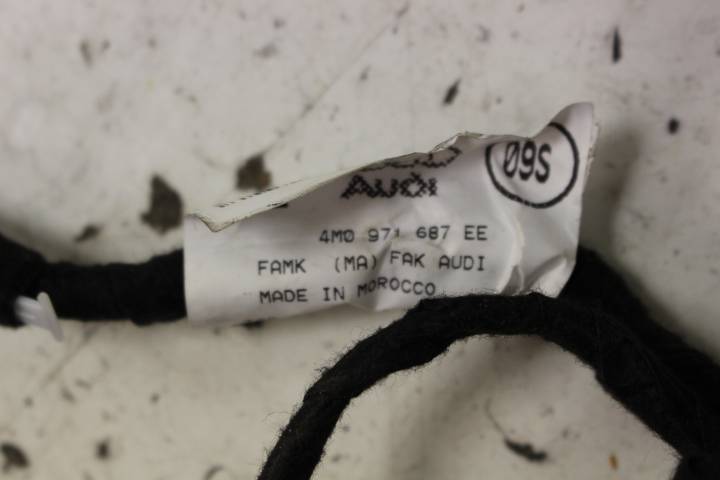 AUDI
09S
4M0 971 687 EE
FAMK (MA) FAK AUDI
MADE IN MOROCCO